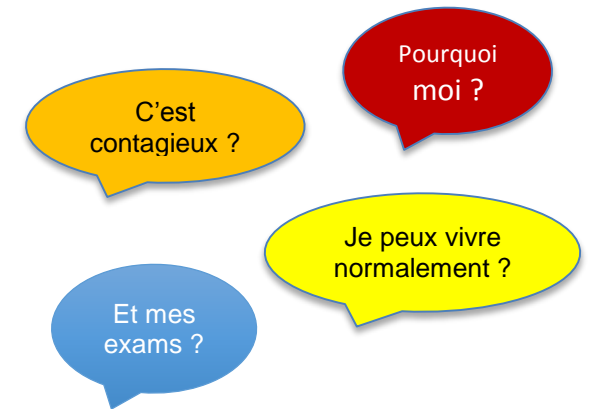 Pourquoi
moi ?
C’est
contagieux ?
Je peux vivre
normalement ?
Et mes
exams ?